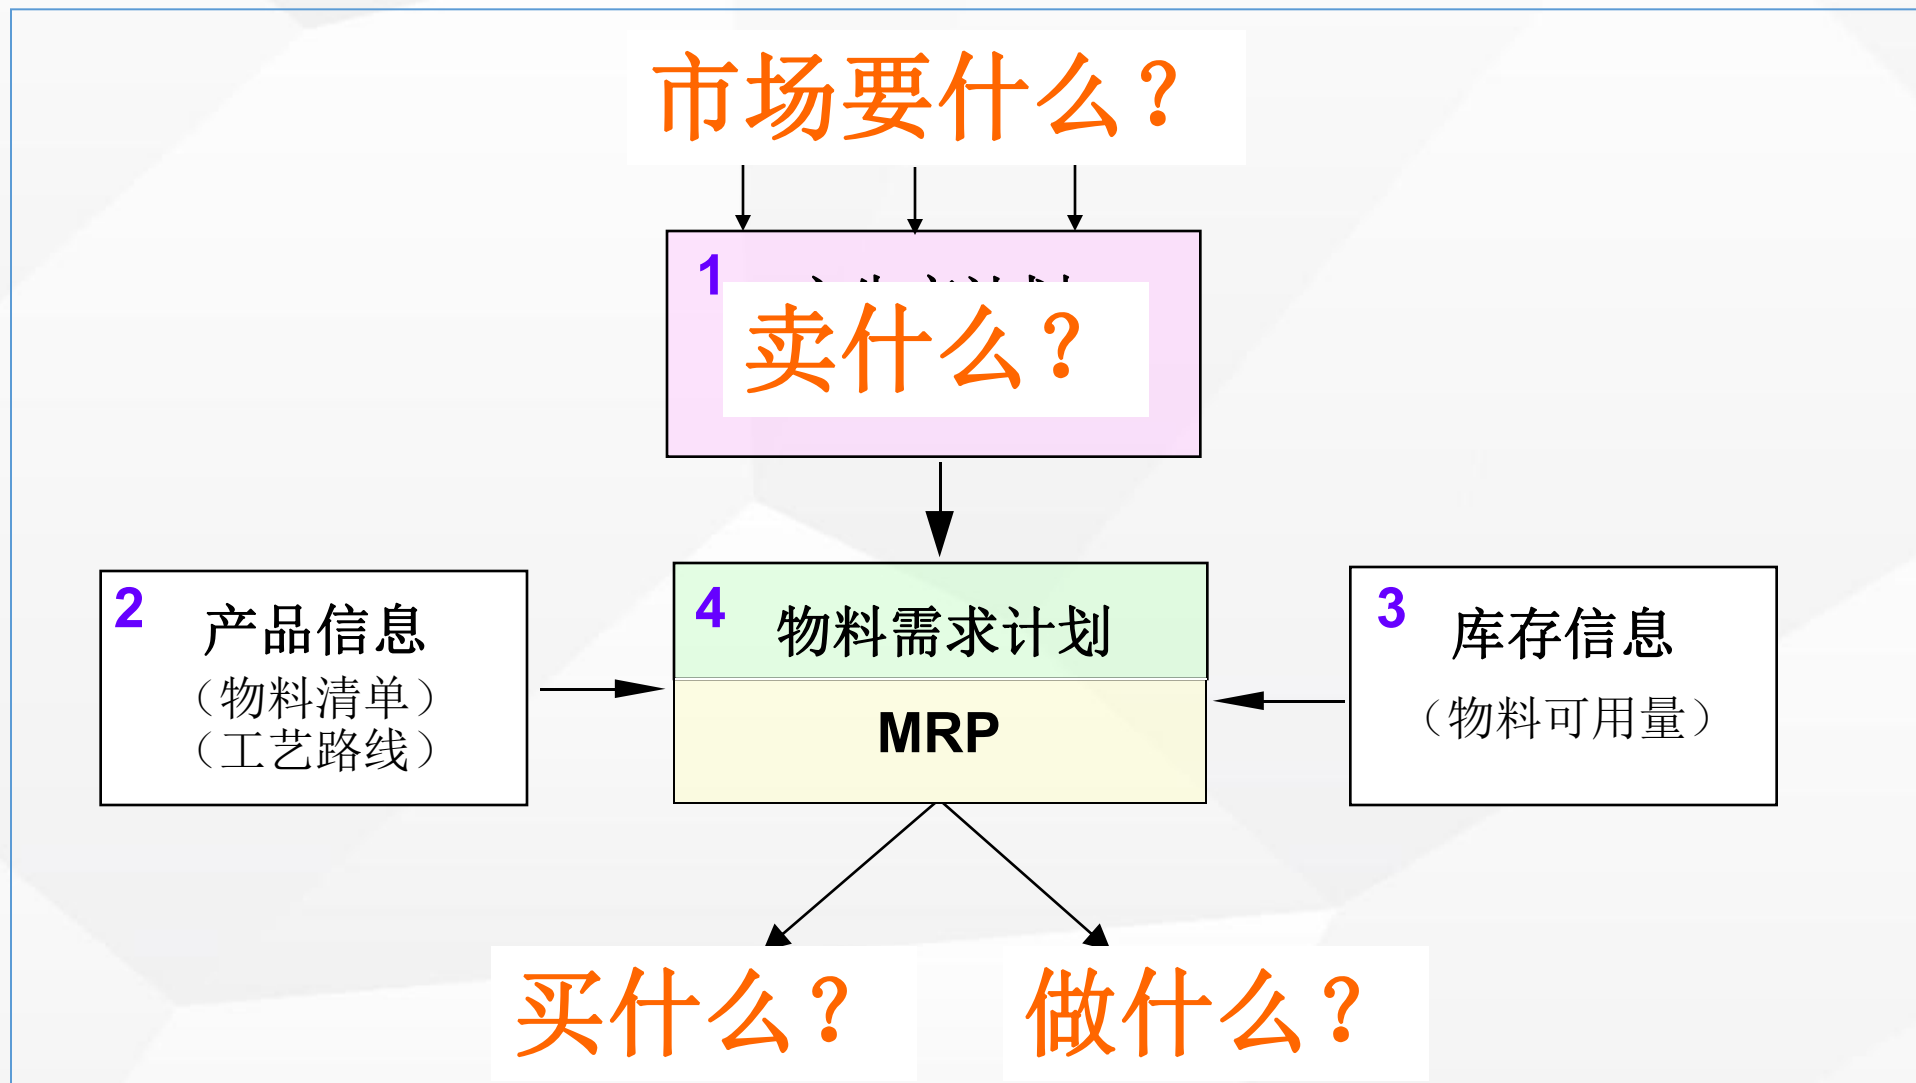 市场要什么？
1
卖什么？
2 产品信息
（物料清单）
（工艺路线）
4 物料需求计划
MRP
3 库存信息
（物料可用量）
买什么？
做什么？